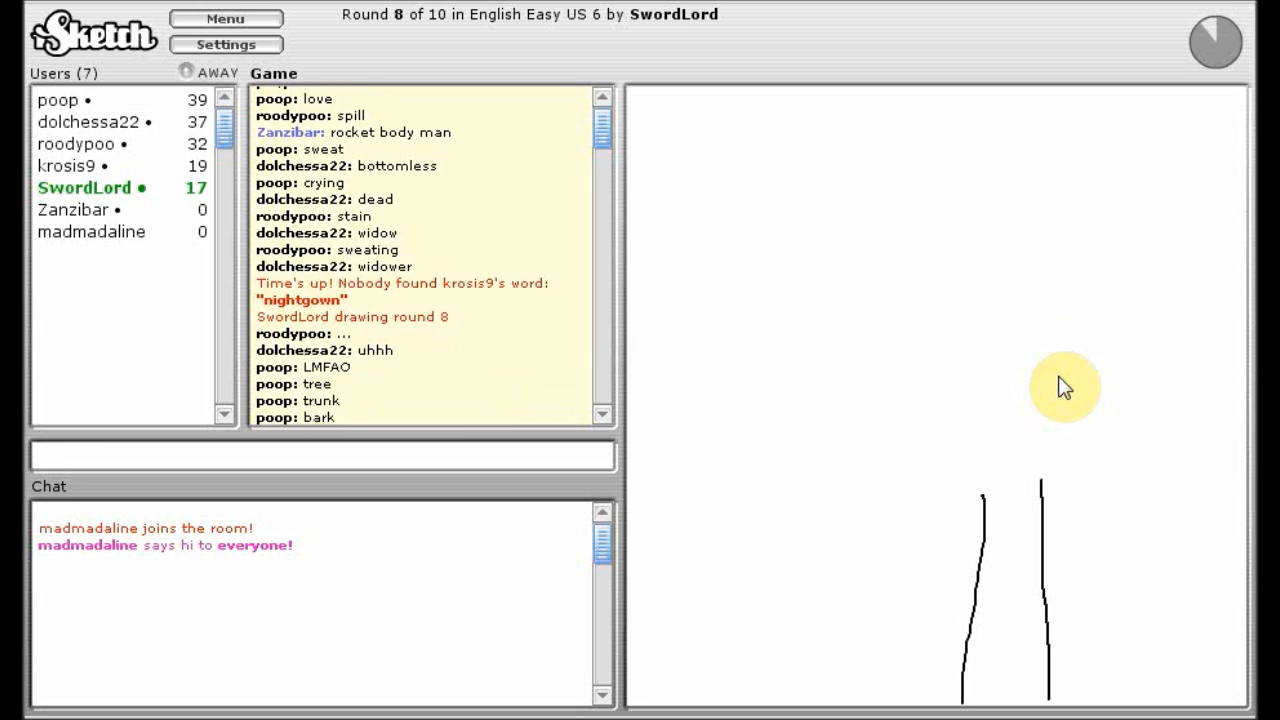 iSketch
Menu
Settings
Round 8 of 10 in English Easy US 6 by SwordLord
Users (7)
AWAY
Game
poop • 39
dolchessa22 • 37
roodypoo • 32
krosis9 • 19
SwordLord • 17
Zanzibar • 0
madmadaline 0
poop: love
roodypoo: spill
Zanzibar: rocket body man
poop: sweat
dolchessa22: bottomless
poop: crying
dolchessa22: dead
roodypoo: stain
dolchessa22: widow
roodypoo: sweating
dolchessa22: widower
Time's up! Nobody found krosis9's word:
"nightgown"
SwordLord drawing round 8
roodypoo: ...
dolchessa22: uhhh
poop: LMFAO
poop: tree
poop: trunk
poop: bark
Chat
madmadaline joins the room!
madmadaline says hi to everyone!